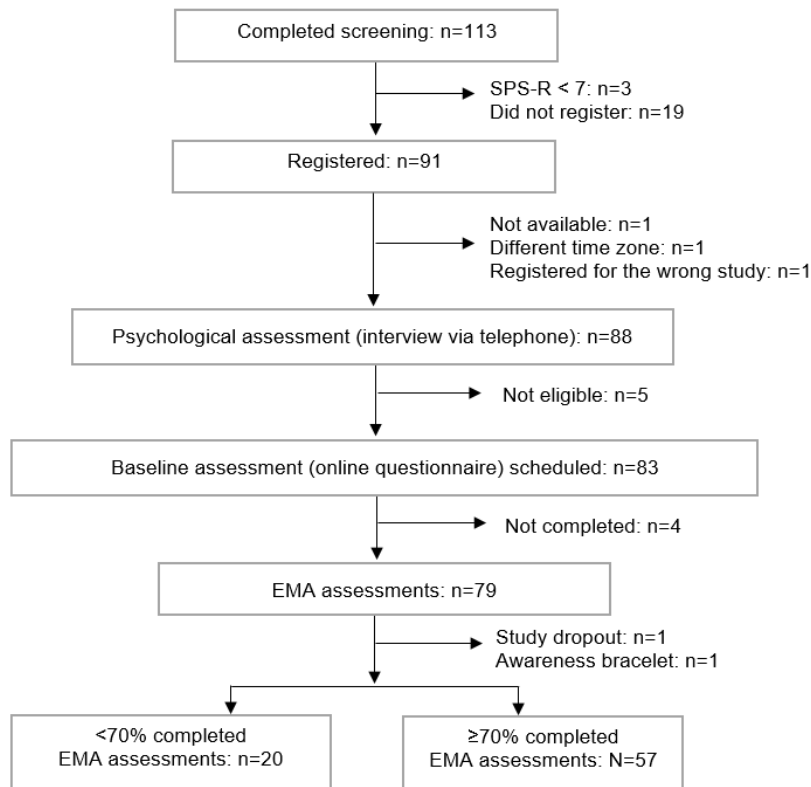 Completed screening: n=113
SPS-R < 7: n=3
Did not register: n=19
Registered: n=91
Not available: n=1
Different time zone: n=1
Registered for the wrong study: n=1
Psychological assessment (interview via telephone): n=88
Not eligible: n=5
Baseline assessment (online questionnaire) scheduled: n=83
Not completed: n=4
EMA assessments: n=79
Study dropout: n=1
Awareness bracelet: n=1
<70% completed
EMA assessments: n=20
≥70% completed
EMA assessments: N=57